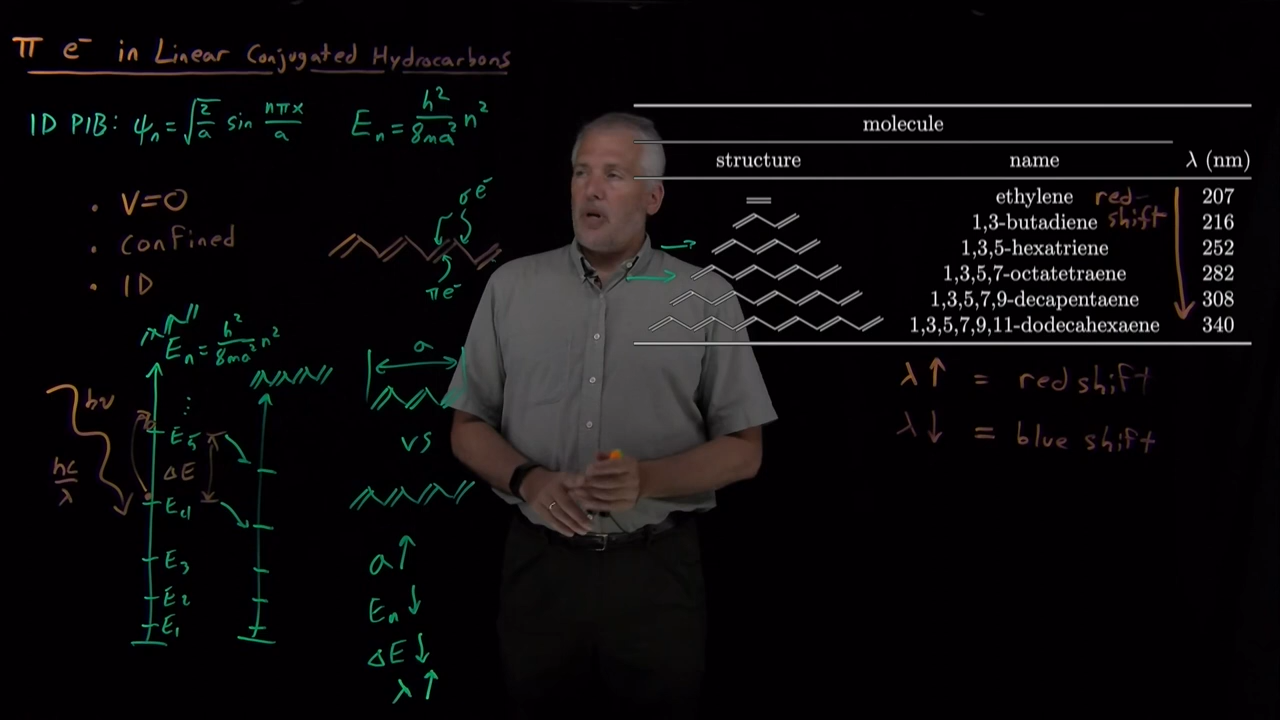 π e⁻ in Linear Conjugated Hydrocarbons
1D PIB: ψₙ = √(2/a) sin nπx/a
Eₙ = h²/8ma² n²
• V=0
• confined
• 1D
σ e⁻
π e⁻
Eₙ = h²/8ma² n²
hν
hc/λ
⋮
E₅
ΔE
E₄
E₃
E₂
E₁
a
vs
a ↑
Eₙ ↓
ΔE ↓
λ ↑
molecule
structure name λ (nm)
ethylene 207
1,3-butadiene 216
1,3,5-hexatriene 252
1,3,5,7-octatetraene 282
1,3,5,7,9-decapentaene 308
1,3,5,7,9,11-dodecahexaene 340
red-
shift
λ ↑ = red shift
λ ↓ = blue shift